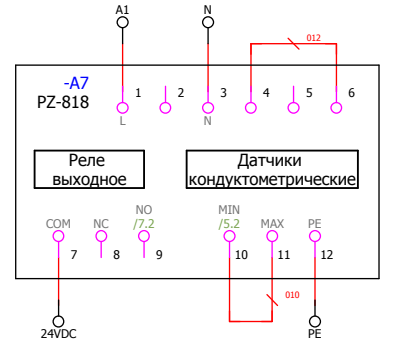 A1 N
012
-A7
PZ-818
1 2 3 4 5 6
L N
Реле
выходное
Датчики
кондуктометрические
COM NC NO
/7.2
MIN
/5.2
MAX PE
7 8 9 10 11 12
010
24VDC PE